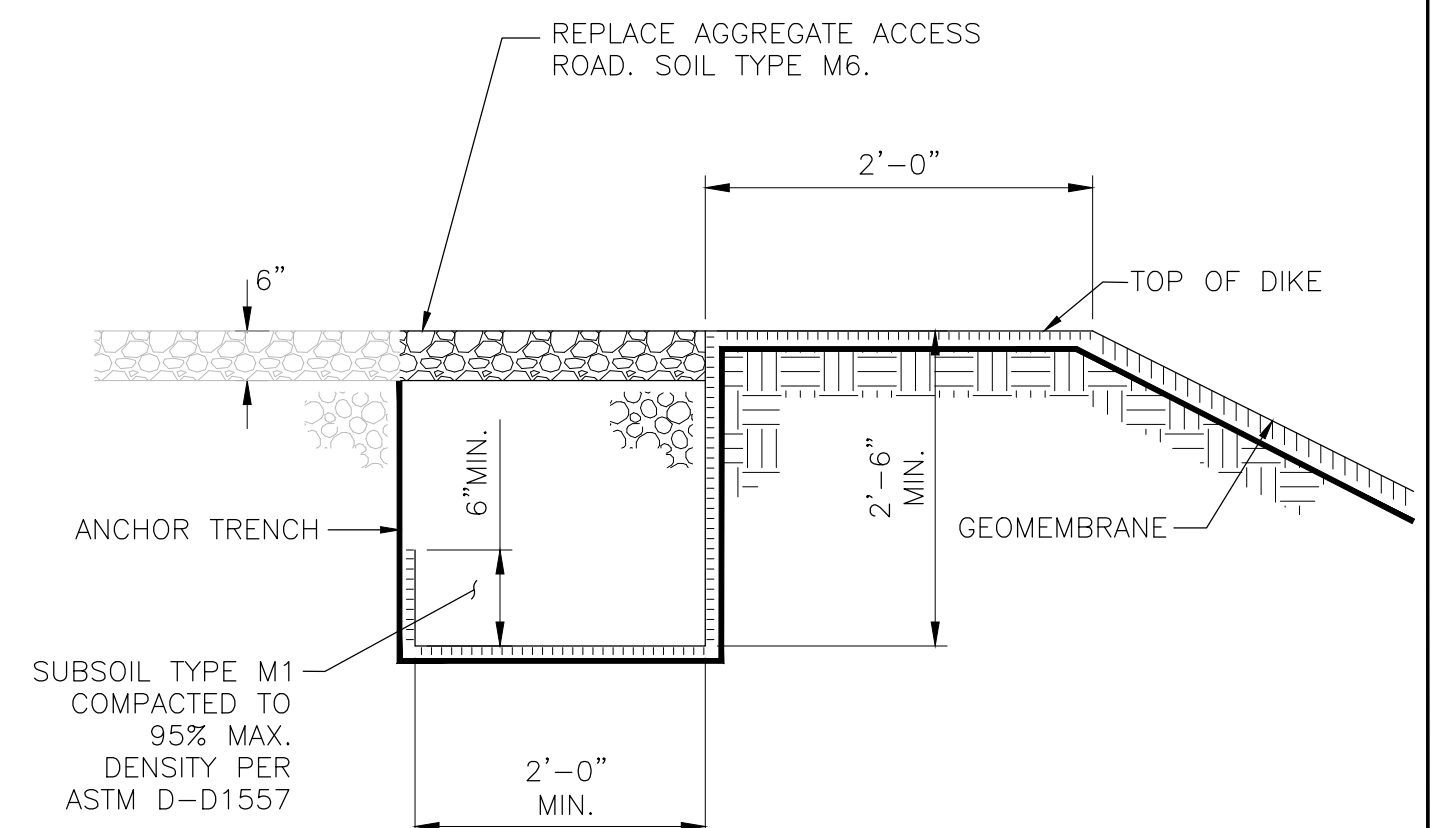 REPLACE AGGREGATE ACCESS
ROAD. SOIL TYPE M6.
2’-0”
6”
TOP OF DIKE
6”MIN.
2’-6”
MIN.
ANCHOR TRENCH
GEOMEMBRANE
SUBSOIL TYPE M1
COMPACTED TO
95% MAX.
DENSITY PER
ASTM D-D1557
2’-0”
MIN.